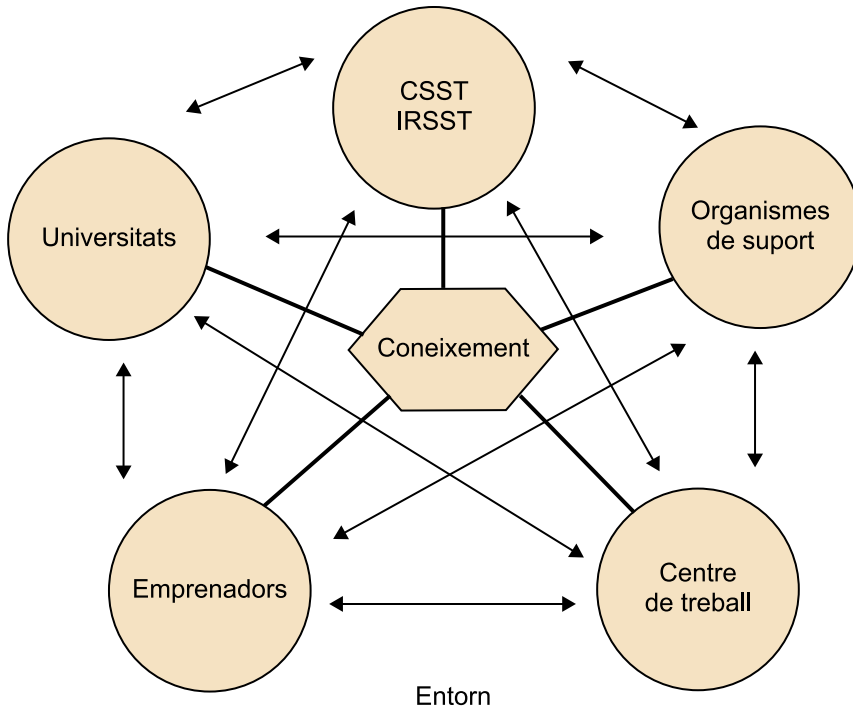 CSST
IRSST
Universitats
Organismes
de suport
Coneixement
Emprenadors
Centre
de treball
Entorn